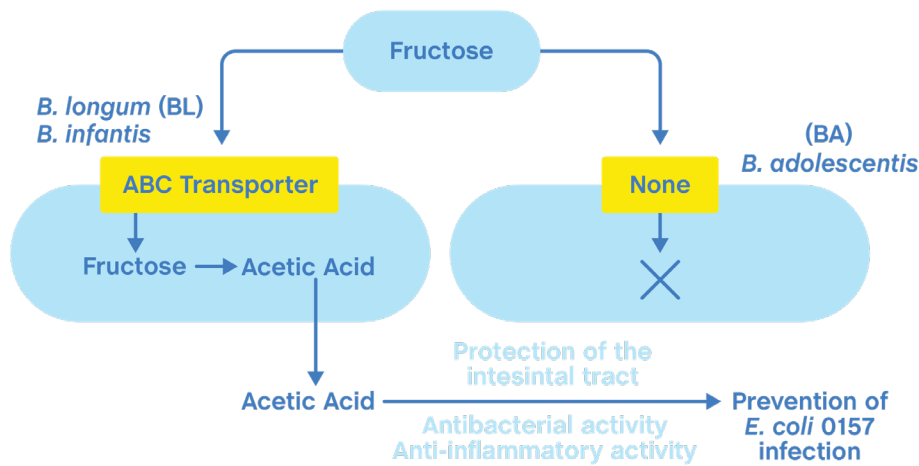 Fructose
B. longum (BL)
B. infantis
(BA)
B. adolescentis
ABC Transporter
None
Fructose
Acetic Acid
Protection of the
intesintal tract
Acetic Acid
Antibacterial activity
Anti-inflammatory activity
Prevention of
E. coli 0157
infection